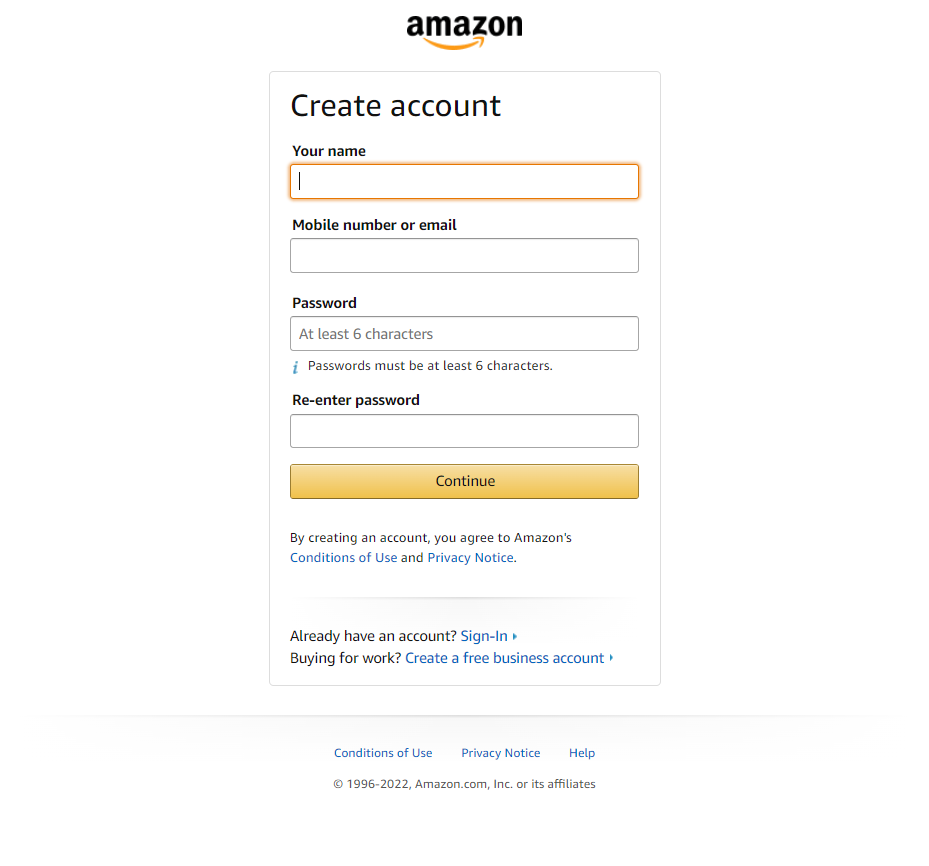 amazon
Create account
Your name
Mobile number or email
Password
At least 6 characters
i Passwords must be at least 6 characters.
Re-enter password
Continue
By creating an account, you agree to Amazon's
Conditions of Use and Privacy Notice.
Already have an account? Sign-In
Buying for work? Create a free business account
Conditions of Use Privacy Notice Help
© 1996-2022, Amazon.com, Inc. or its affiliates